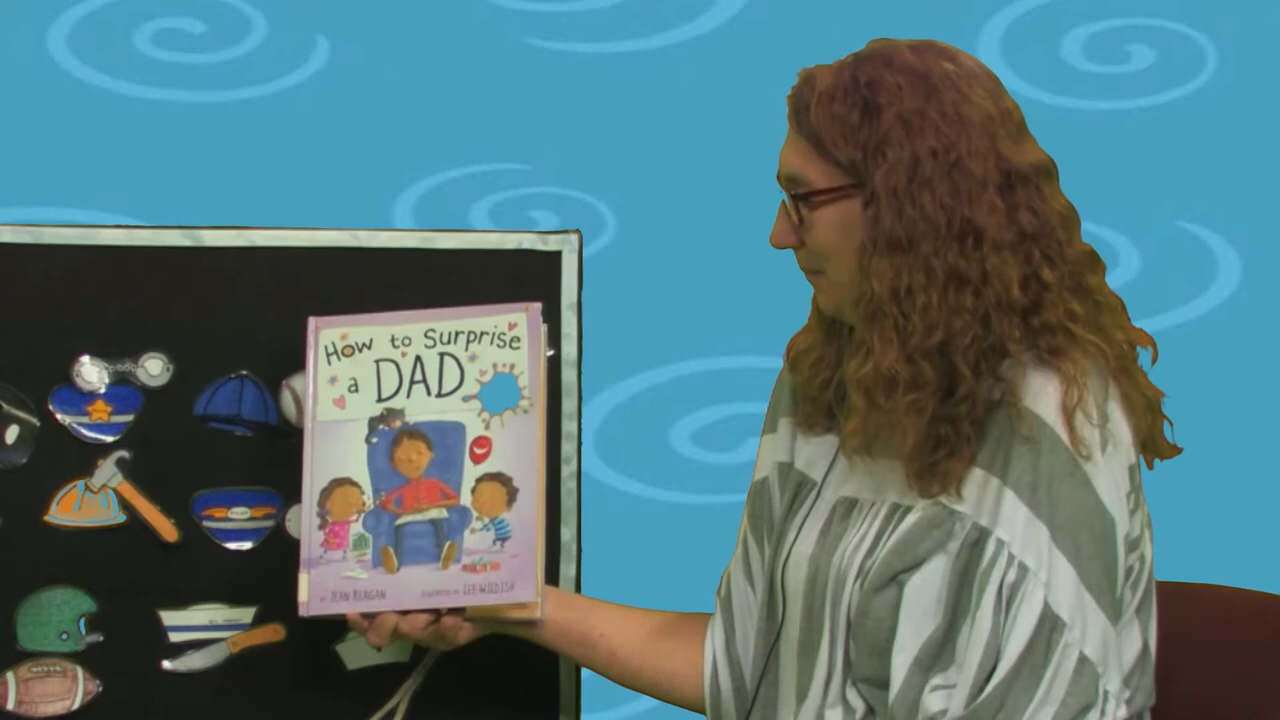 How to Surprise
a DAD
BY JEAN REAGAN
ILLUSTRATED BY LEE WILDISH